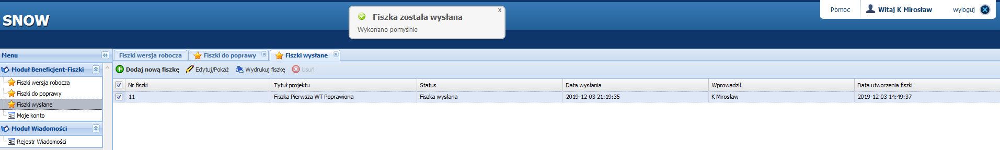 SNOW
x
Fiszka została wysłana
Wykonano pomyślnie
Pomoc Witaj K Mirosław wyloguj
Menu
Moduł Beneficjent-Fiszki
Fiszki wersja robocza
Fiszki do poprawy
Fiszki wysłane
Moje konto
Moduł Wiadomości
Rejestr Wiadomości
Fiszki wersja robocza Fiszki do poprawy Fiszki wysłane
Dodaj nową fiszkę Edytuj/Pokaż Wydrukuj fiszkę Usuń
Nr fiszki Tytuł projektu Status Data wysłania Wprowadził Data utworzenia fiszki
11 Fiszka Pierwsza WT Poprawiona Fiszka wysłana 2019-12-03 21:19:35 K Mirosław 2019-12-03 14:49:37